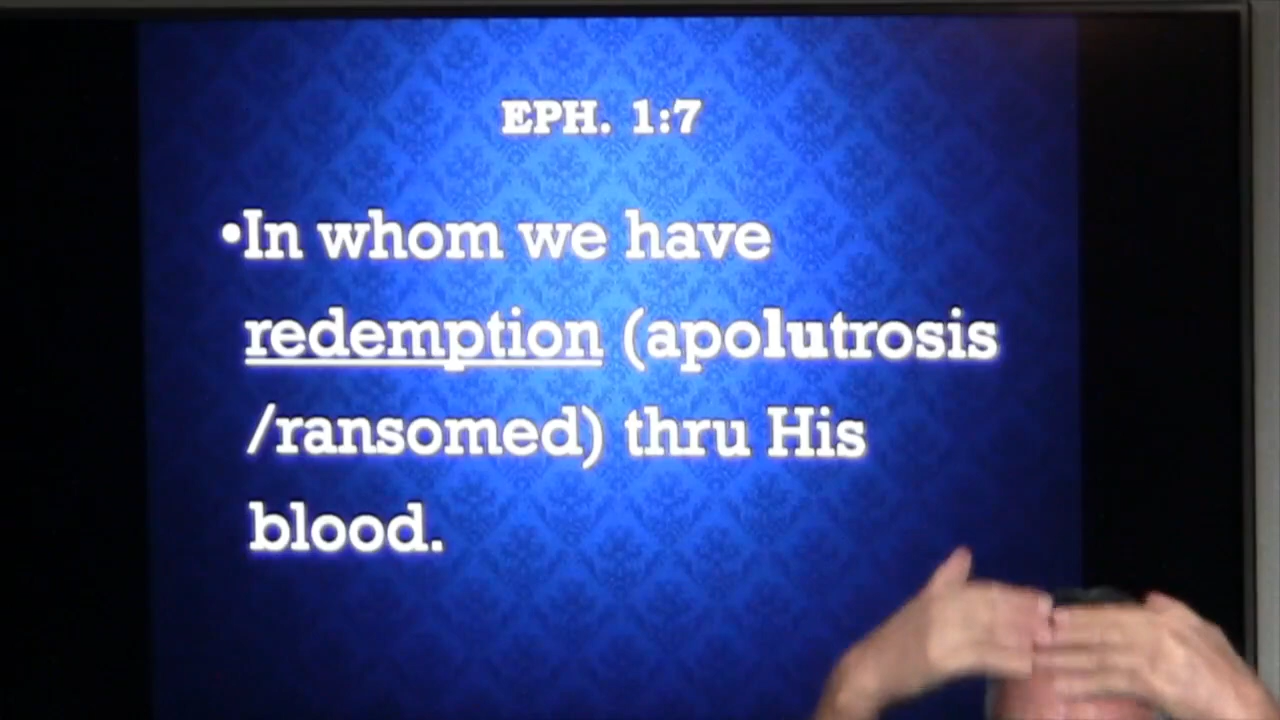 EPH. 1:7
•In whom we have
redemption (apolutrosis
/ransomed) thru His
blood.